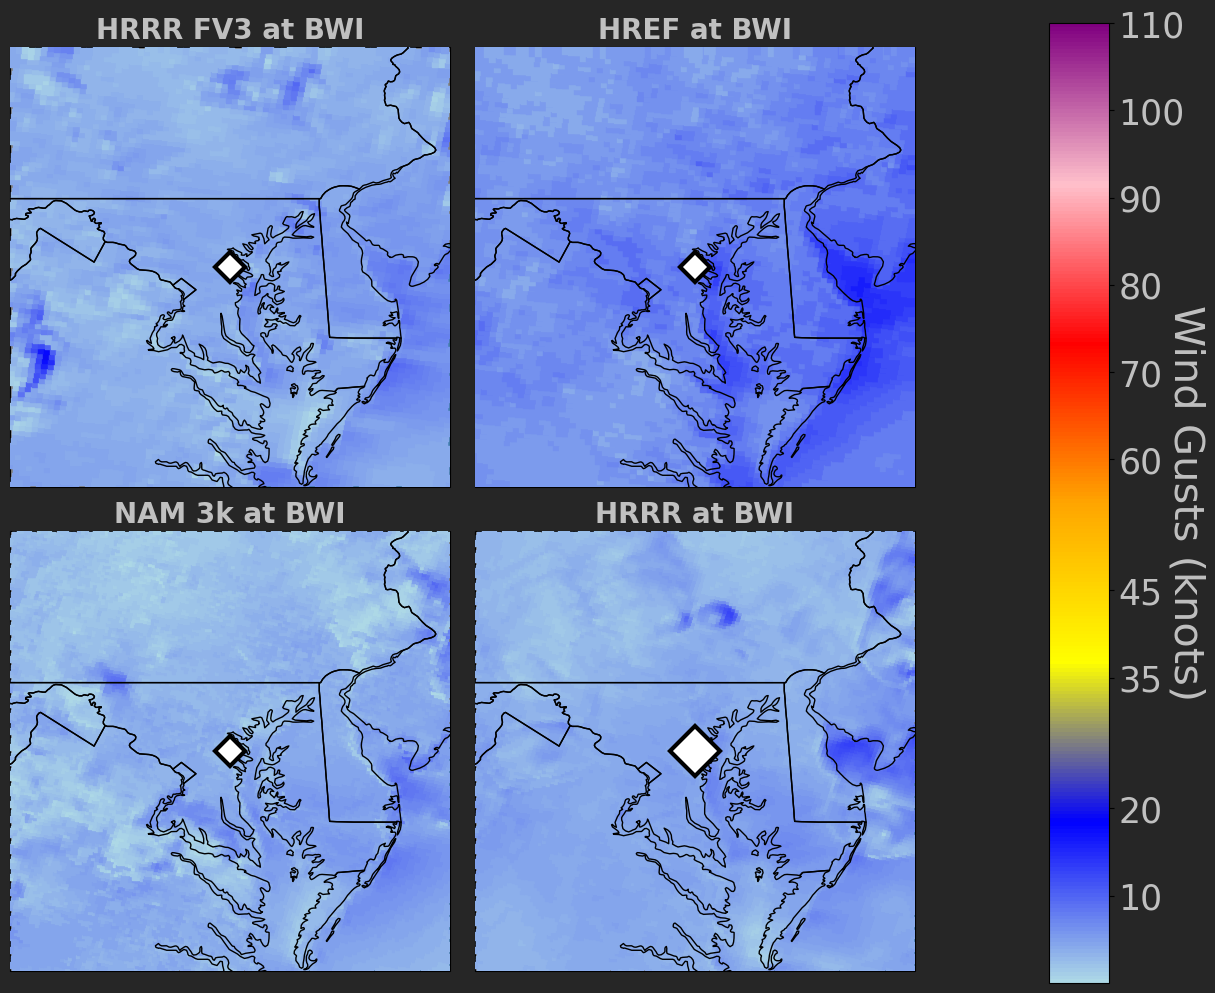 HRRR FV3 at BWI
HREF at BWI
NAM 3k at BWI
HRRR at BWI
110
100
90
80
70
60
45
35
20
10
Wind Gusts (knots)